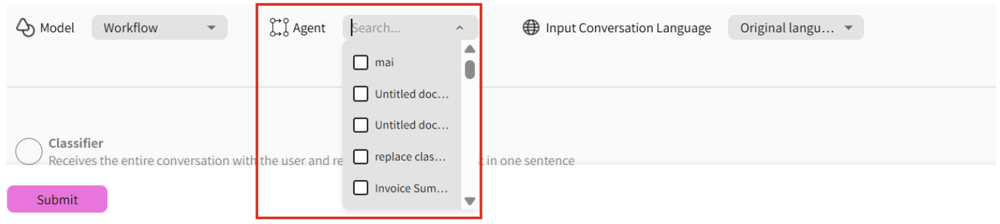 Model Workflow Agent Search... Input Conversation Language Original langu...
mai
Untitled doc...
Untitled doc...
replace clas...
Invoice Sum...
Classifier
Receives the entire conversation with the user and re in one sentence
Submit